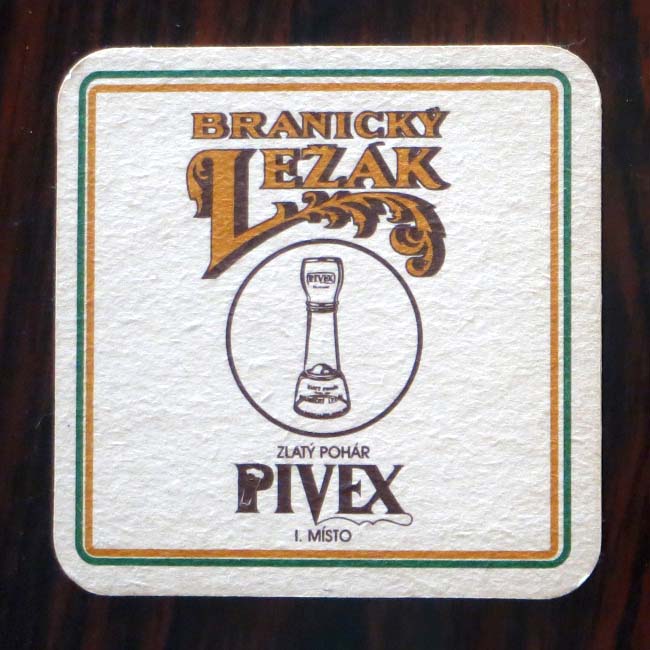 BRANICKÝ
LEŽÁK
PIVEX
ZLATÝ POHÁR
PIVEX
I. MÍSTO